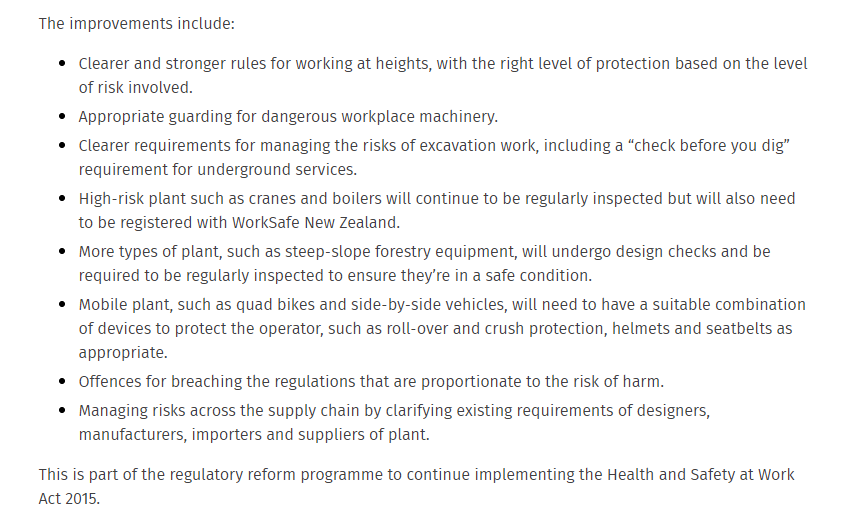 The improvements include:
• Clearer and stronger rules for working at heights, with the right level of protection based on the level
of risk involved.
• Appropriate guarding for dangerous workplace machinery.
• Clearer requirements for managing the risks of excavation work, including a “check before you dig”
requirement for underground services.
• High-risk plant such as cranes and boilers will continue to be regularly inspected but will also need
to be registered with WorkSafe New Zealand.
• More types of plant, such as steep-slope forestry equipment, will undergo design checks and be
required to be regularly inspected to ensure they’re in a safe condition.
• Mobile plant, such as quad bikes and side-by-side vehicles, will need to have a suitable combination
of devices to protect the operator, such as roll-over and crush protection, helmets and seatbelts as
appropriate.
• Offences for breaching the regulations that are proportionate to the risk of harm.
• Managing risks across the supply chain by clarifying existing requirements of designers,
manufacturers, importers and suppliers of plant.
This is part of the regulatory reform programme to continue implementing the Health and Safety at Work
Act 2015.